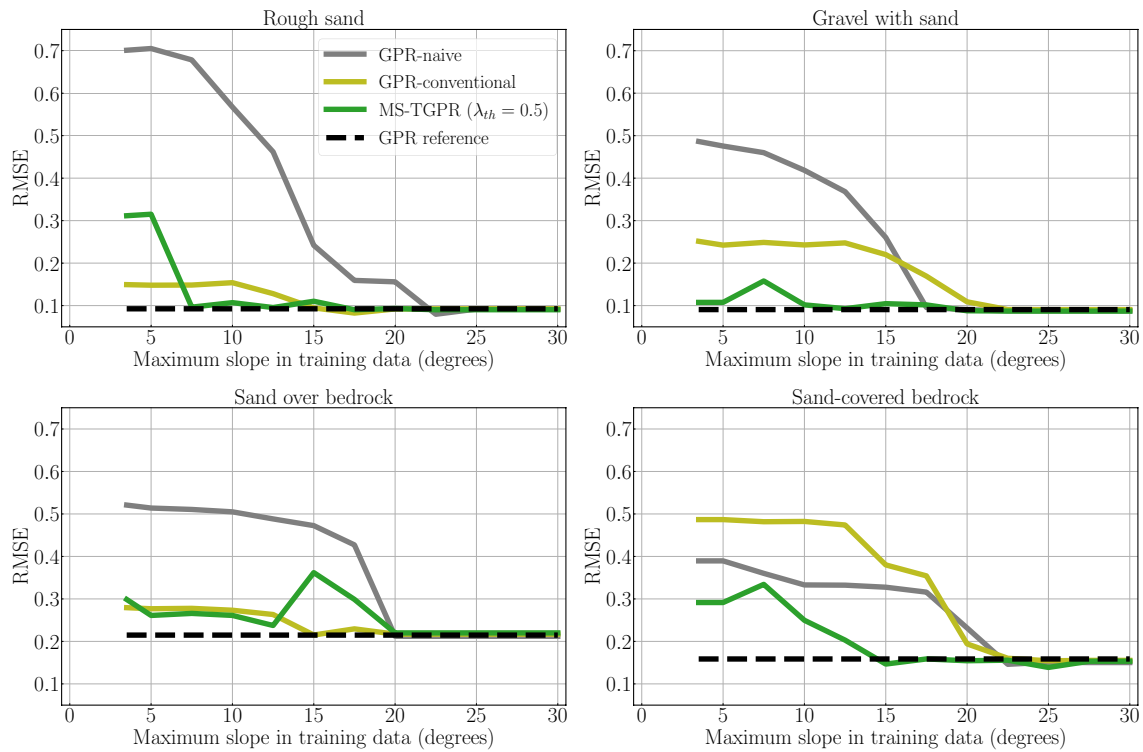 Rough sand
0.7
0.6
0.5
0.4
0.3
0.2
0.1
RMSE
GPR-naive
GPR-conventional
MS-TGPR (λ_th = 0.5)
GPR reference
0 5 10 15 20 25 30
Maximum slope in training data (degrees)
Gravel with sand
0.7
0.6
0.5
0.4
0.3
0.2
0.1
RMSE
0 5 10 15 20 25 30
Maximum slope in training data (degrees)
Sand over bedrock
0.7
0.6
0.5
0.4
0.3
0.2
0.1
RMSE
0 5 10 15 20 25 30
Maximum slope in training data (degrees)
Sand-covered bedrock
0.7
0.6
0.5
0.4
0.3
0.2
0.1
RMSE
0 5 10 15 20 25 30
Maximum slope in training data (degrees)